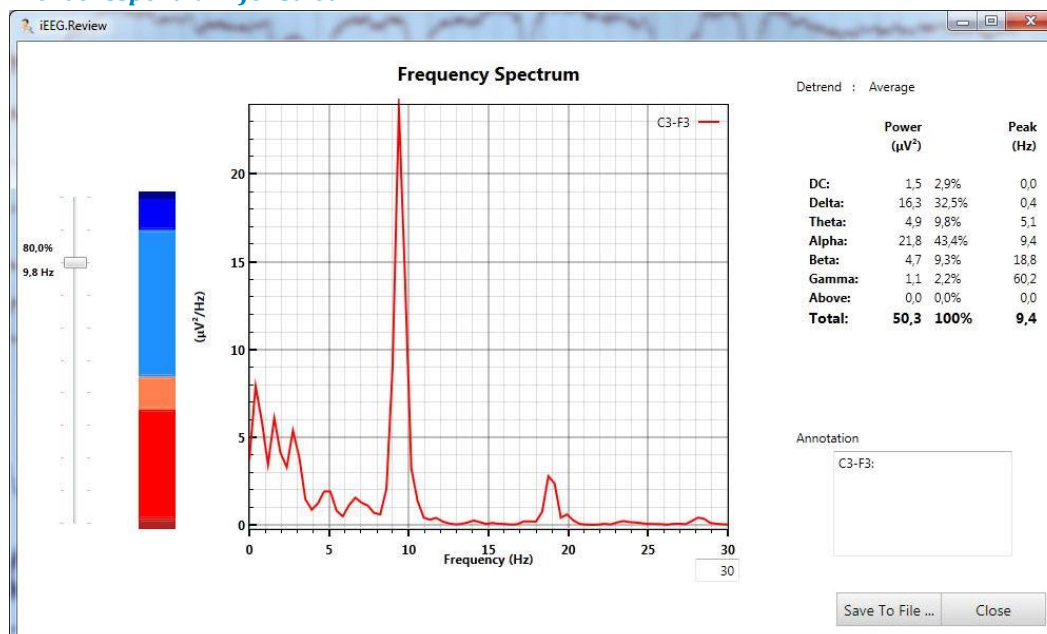 iEEG.Review
Frequency Spectrum
Detrend : Average
C3-F3
Power Peak
(µV²) (Hz)
DC: 1,5 2,9% 0,0
Delta: 16,3 32,5% 0,4
Theta: 4,9 9,8% 5,1
Alpha: 21,8 43,4% 9,4
Beta: 4,7 9,3% 18,8
Gamma: 1,1 2,2% 60,2
Above: 0,0 0,0% 0,0
Total: 50,3 100% 9,4
80,0%
9,8 Hz
(µV²/Hz)
20
15
10
5
0
0 5 10 15 20 25 30
Frequency (Hz)
30
Annotation
C3-F3:
Save To File ... Close